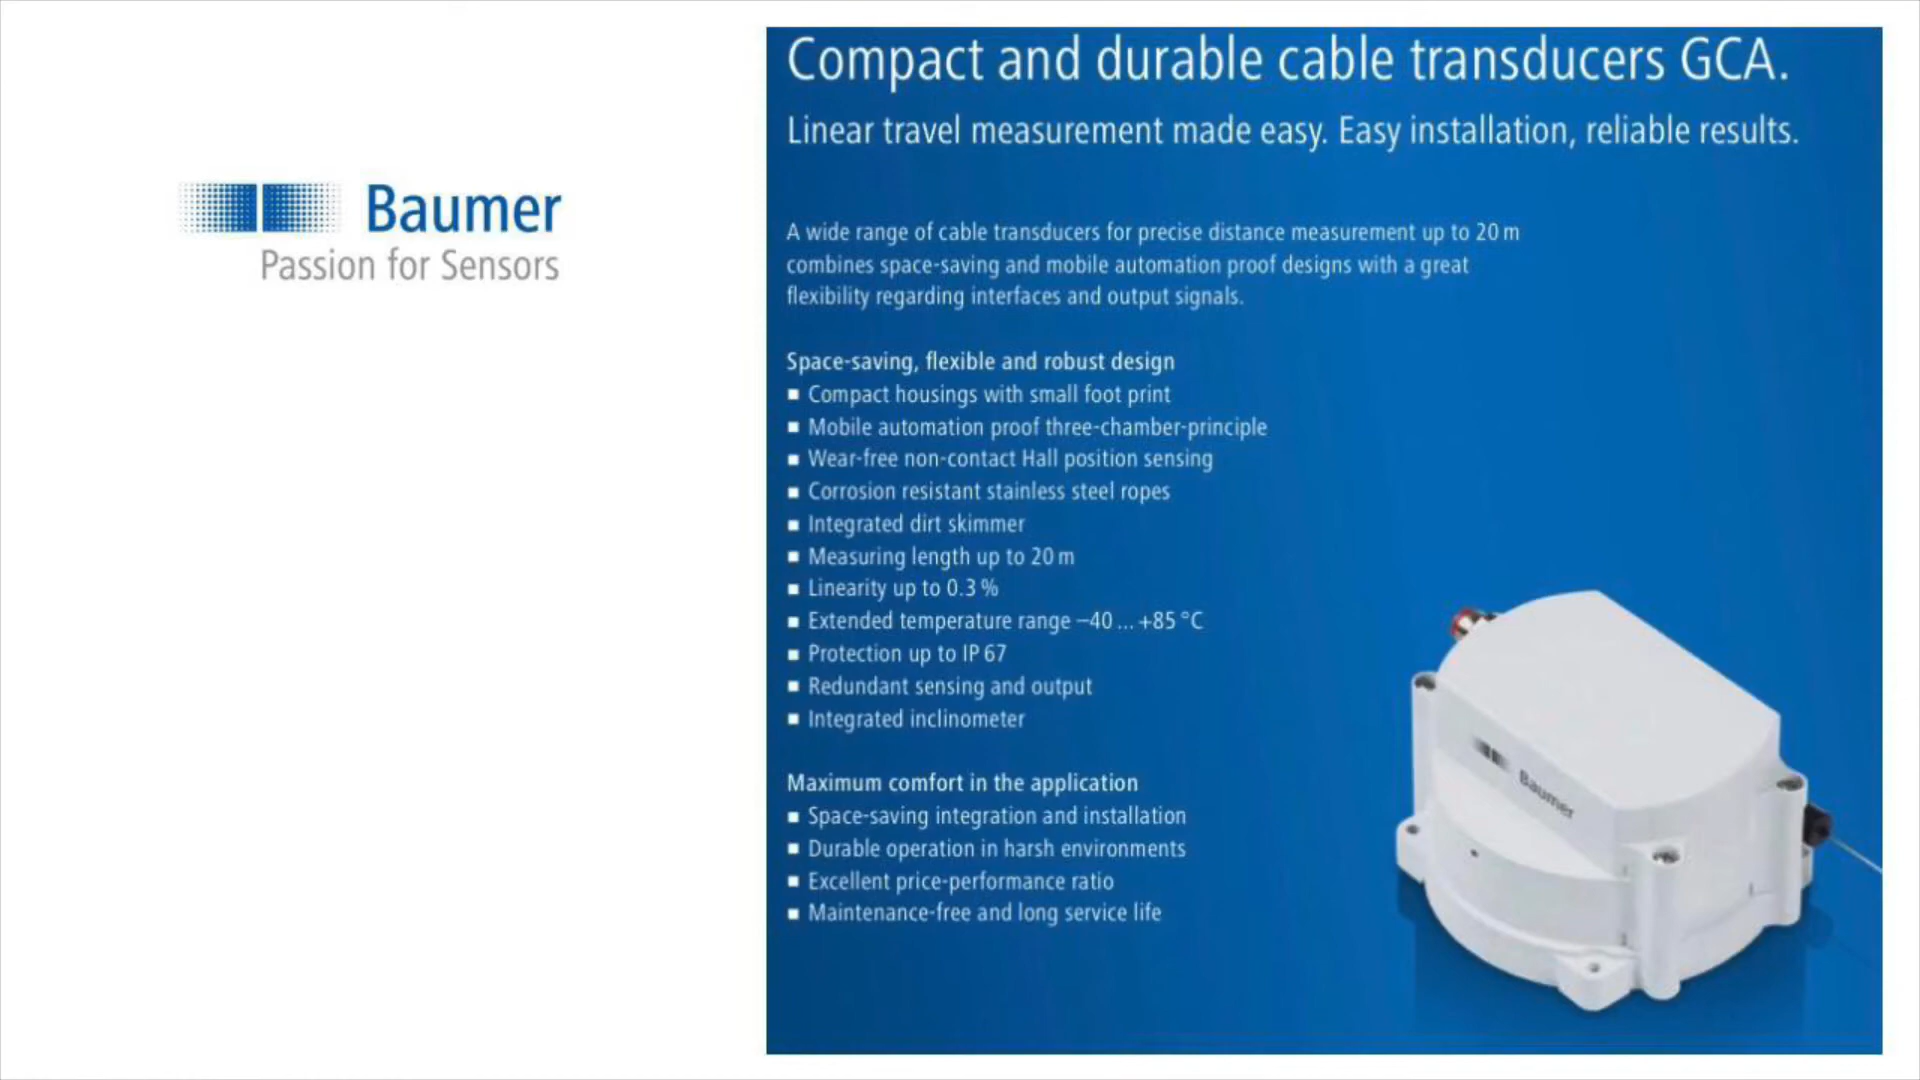 Baumer
Passion for Sensors
Compact and durable cable transducers GCA.
Linear travel measurement made easy. Easy installation, reliable results.
A wide range of cable transducers for precise distance measurement up to 20 m
combines space-saving and mobile automation proof designs with a great
flexibility regarding interfaces and output signals.
Space-saving, flexible and robust design
■ Compact housings with small foot print
■ Mobile automation proof three-chamber-principle
■ Wear-free non-contact Hall position sensing
■ Corrosion resistant stainless steel ropes
■ Integrated dirt skimmer
■ Measuring length up to 20 m
■ Linearity up to 0.3 %
■ Extended temperature range –40 ... +85 °C
■ Protection up to IP 67
■ Redundant sensing and output
■ Integrated inclinometer
Maximum comfort in the application
■ Space-saving integration and installation
■ Durable operation in harsh environments
■ Excellent price-performance ratio
■ Maintenance-free and long service life
Baumer